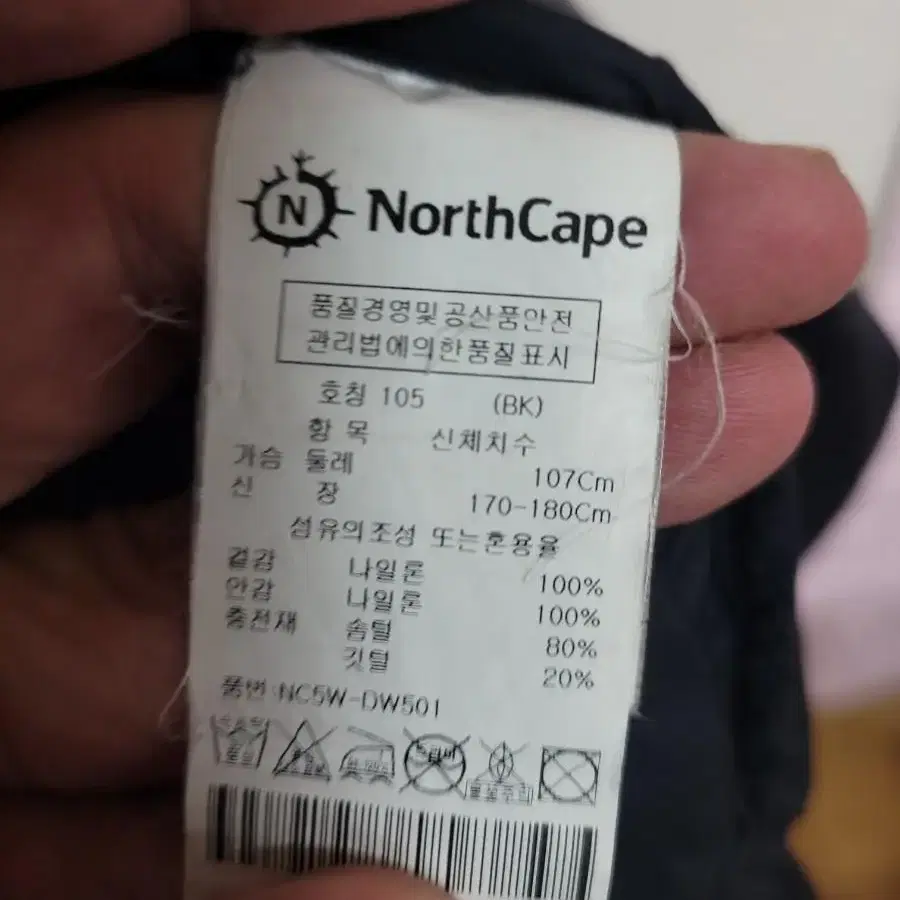 N NorthCape
품질경영및공산품안전
관리법에의한품질표시
호칭 105 (BK)
항 목 신체치수
가슴 둘레 107Cm
신 장 170-180Cm
섬유의조성 또는혼용율
겉감 나일론 100%
안감 나일론 100%
충전재 솜털 80%
깃털 20%
품번 NC5W-DW501